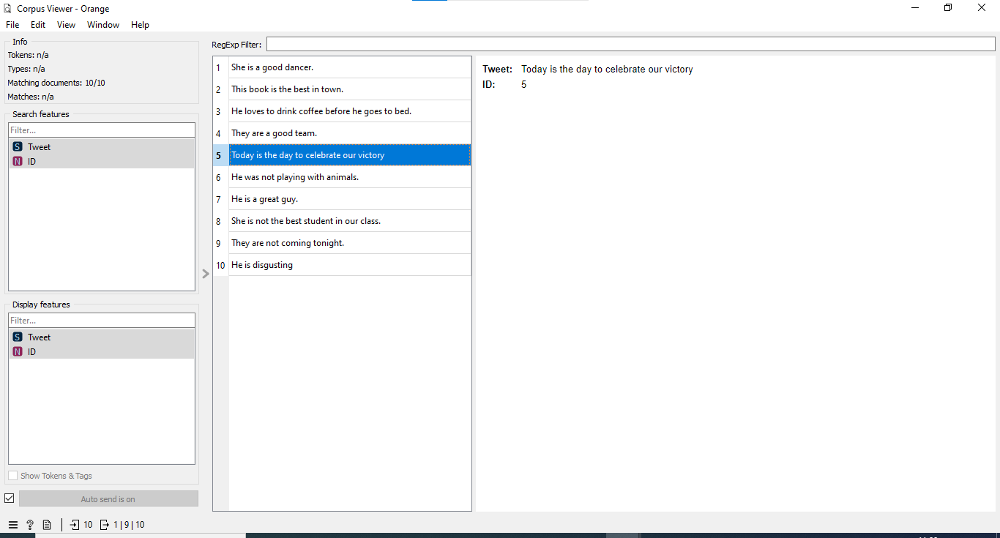 Corpus Viewer - Orange
File Edit View Window Help
Info
Tokens: n/a
Types: n/a
Matching documents: 10/10
Matches: n/a
Search features
Filter...
S Tweet
N ID
Display features
Filter...
S Tweet
N ID
Show Tokens & Tags
Auto send is on
? 10 1 | 9 | 10
RegExp Filter:
1 She is a good dancer.
2 This book is the best in town.
3 He loves to drink coffee before he goes to bed.
4 They are a good team.
5 Today is the day to celebrate our victory
6 He was not playing with animals.
7 He is a great guy.
8 She is not the best student in our class.
9 They are not coming tonight.
10 He is disgusting
Tweet: Today is the day to celebrate our victory
ID: 5